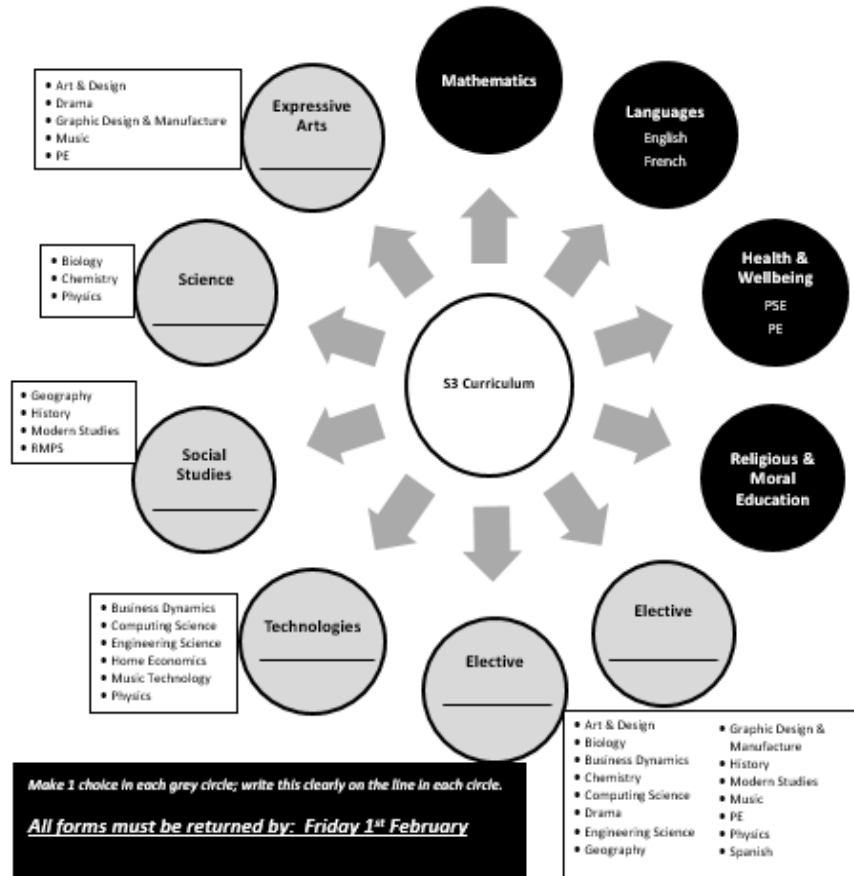 Mathematics
Languages
English
French
Health &
Wellbeing
PSE
PE
Religious &
Moral
Education
Elective
• Art & Design
• Biology
• Business Dynamics
• Chemistry
• Computing Science
• Drama
• Engineering Science
• Geography
• Graphic Design &
Manufacture
• History
• Modern Studies
• Music
• PE
• Physics
• Spanish
Elective
Technologies
• Business Dynamics
• Computing Science
• Engineering Science
• Home Economics
• Music Technology
• Physics
Social
Studies
• Geography
• History
• Modern Studies
• RMPS
Science
• Biology
• Chemistry
• Physics
Expressive
Arts
• Art & Design
• Drama
• Graphic Design & Manufacture
• Music
• PE
S3 Curriculum
Make 1 choice in each grey circle; write this clearly on the line in each circle.
All forms must be returned by: Friday 1st February